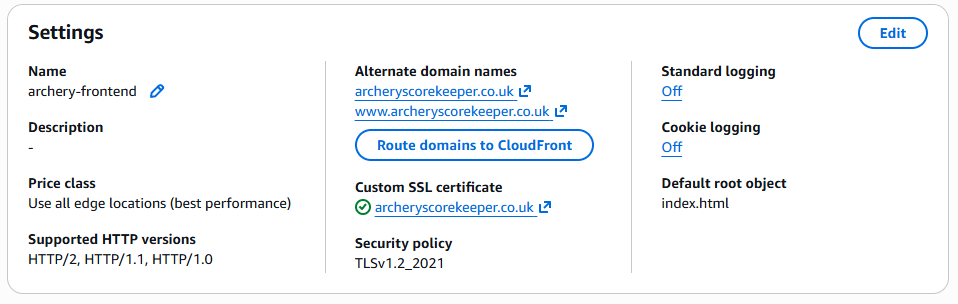 Settings
Edit
Name
archery-frontend
Description
-
Price class
Use all edge locations (best performance)
Supported HTTP versions
HTTP/2, HTTP/1.1, HTTP/1.0
Alternate domain names
archeryscorekeeper.co.uk
www.archeryscorekeeper.co.uk
Route domains to CloudFront
Custom SSL certificate
archeryscorekeeper.co.uk
Security policy
TLSv1.2_2021
Standard logging
Off
Cookie logging
Off
Default root object
index.html